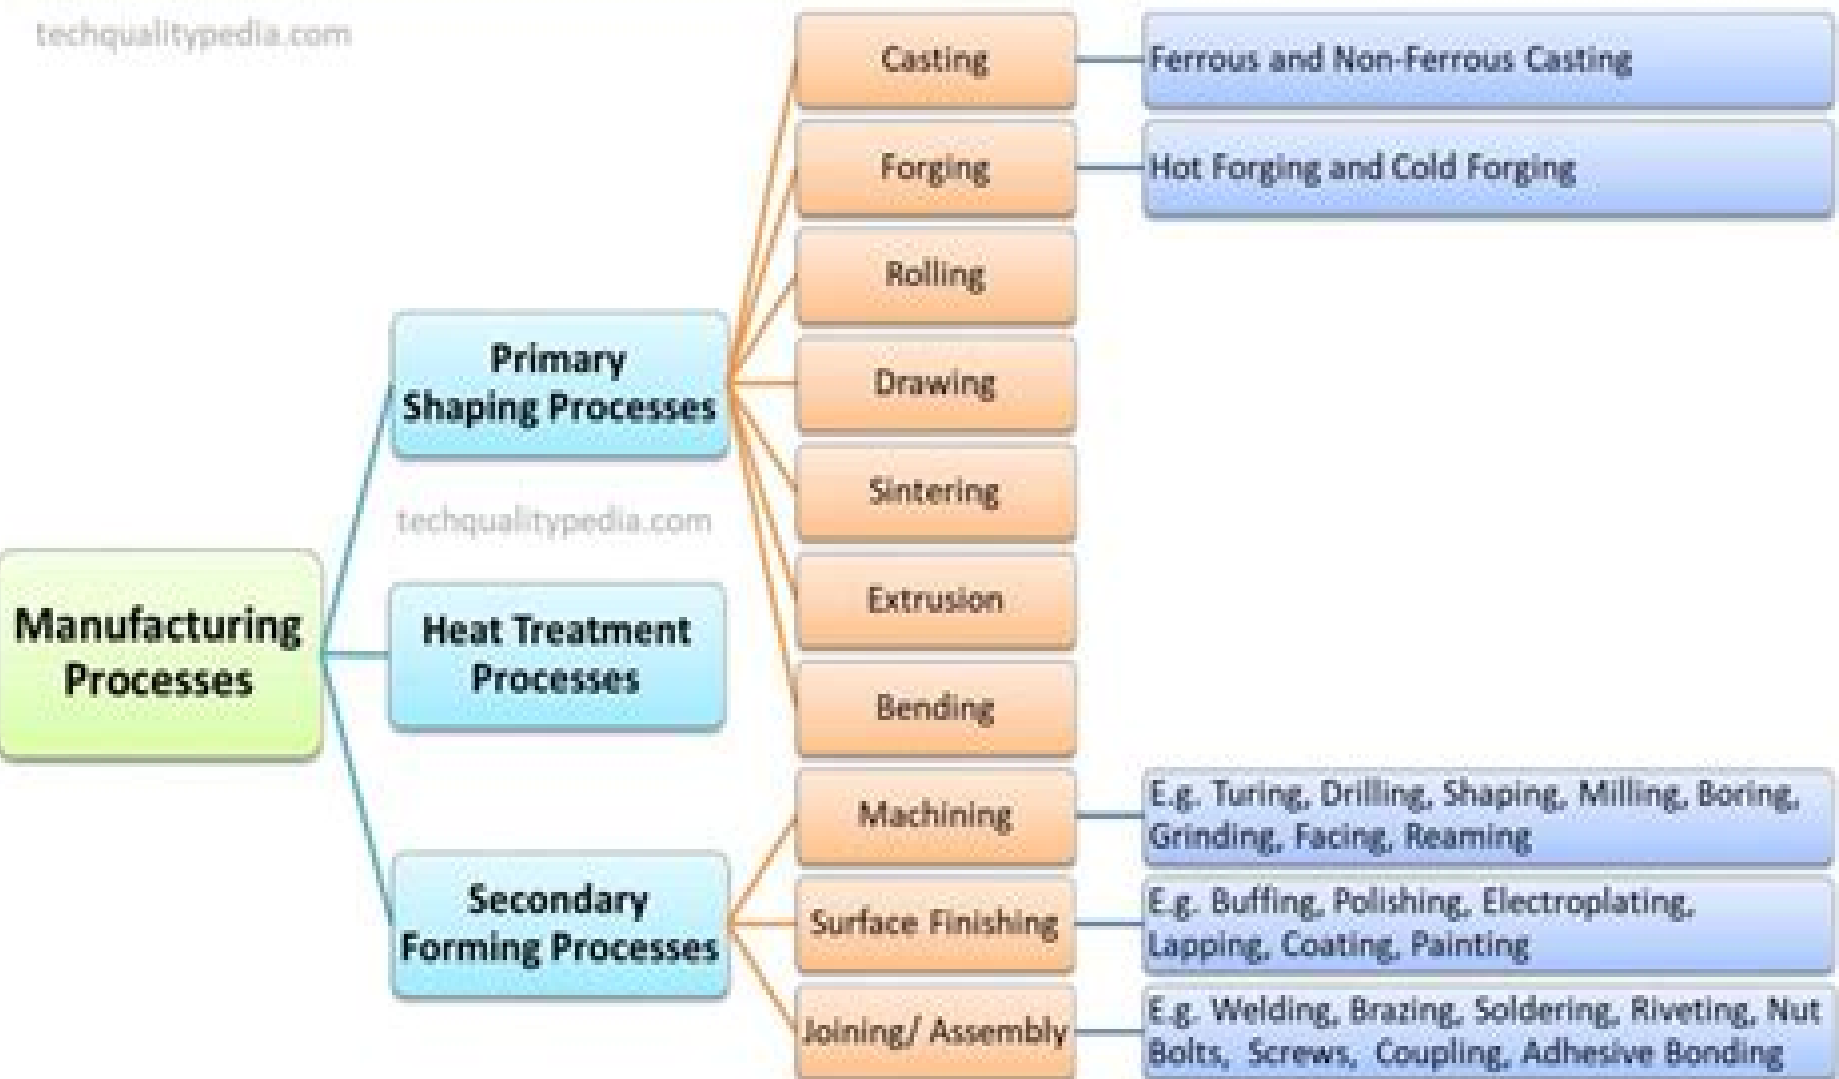 techqualitypedia.com
Casting
Ferrous and Non-Ferrous Casting
Forging
Hot Forging and Cold Forging
Rolling
Primary
Shaping Processes
Drawing
Sintering
techqualitypedia.com
Extrusion
Manufacturing
Processes
Heat Treatment
Processes
Bending
Machining
E.g. Turing, Drilling, Shaping, Milling, Boring,
Grinding, Facing, Reaming
Secondary
Forming Processes
Surface Finishing
E.g. Buffing, Polishing, Electroplating,
Lapping, Coating, Painting
Joining/ Assembly
E.g. Welding, Brazing, Soldering, Riveting, Nut
Bolts, Screws, Coupling, Adhesive Bonding